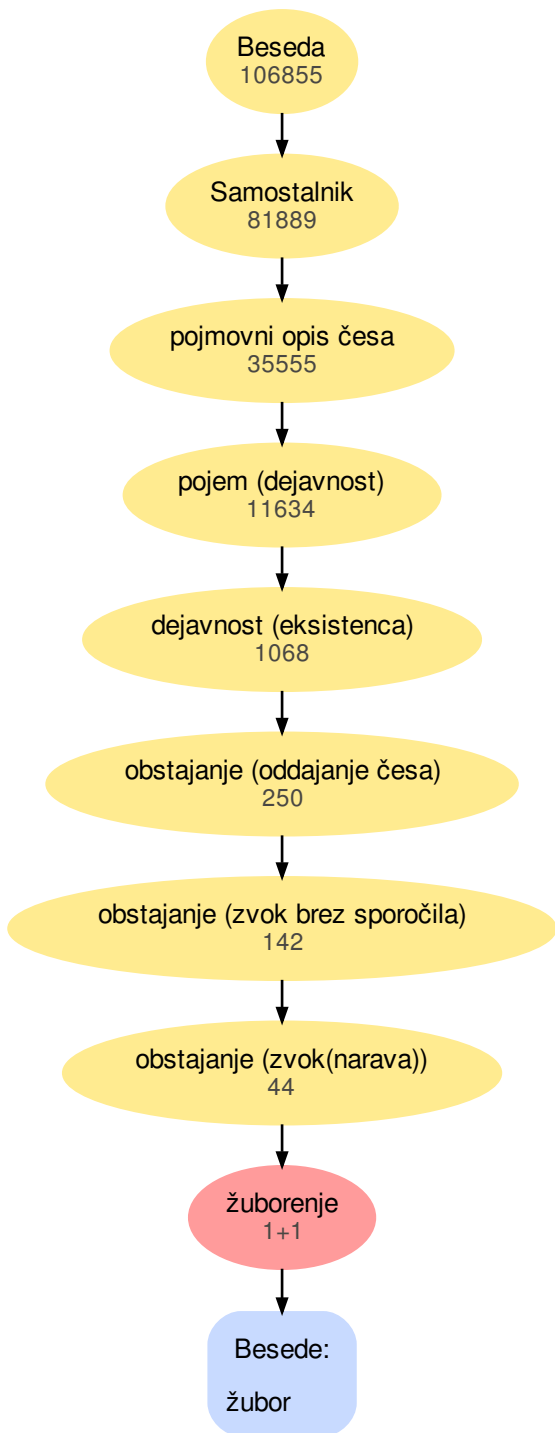 Beseda
106855
Samostalnik
81889
pojmovni opis česa
35555
pojem (dejavnost)
11634
dejavnost (eksistenca)
1068
obstajanje (oddajanje česa)
250
obstajanje (zvok brez sporočila)
142
obstajanje (zvok(narava))
44
žuborenje
1+1
Besede:
žubor